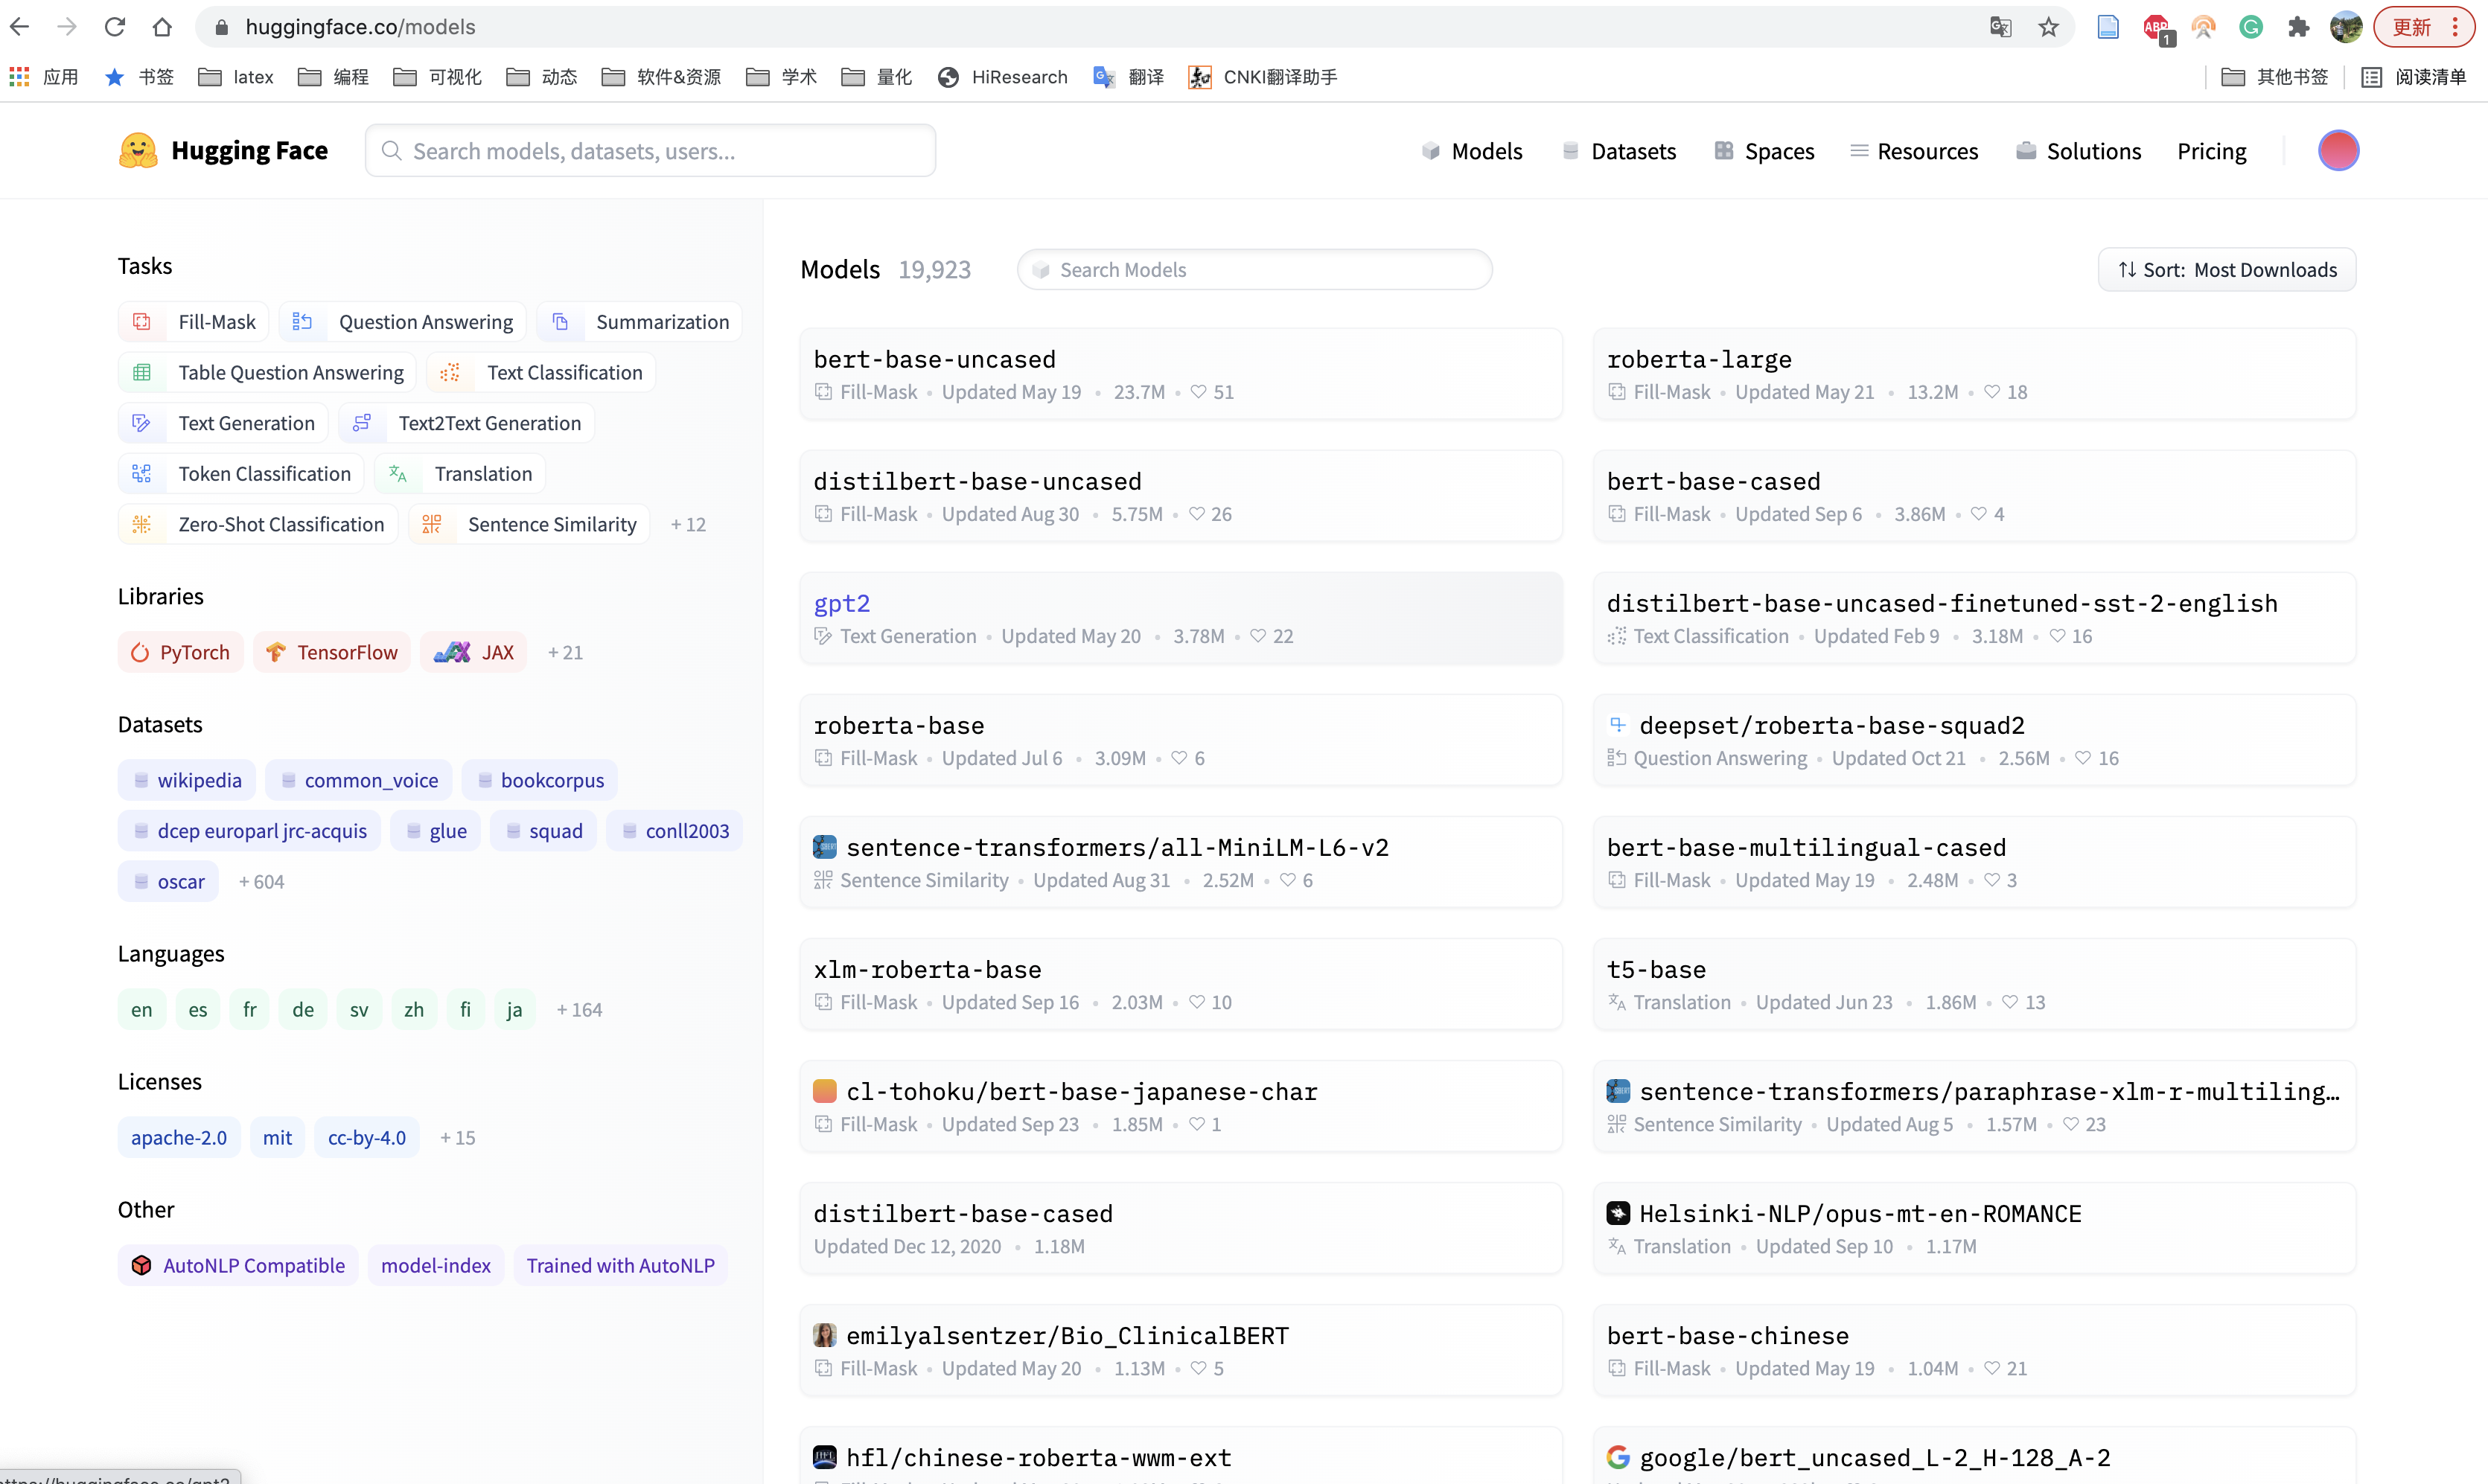 huggingface.co/models
更新
应用 书签 latex 编程 可视化 动态 软件&资源 学术 量化 HiResearch 翻译 CNKI翻译助手 其他书签 阅读清单
ABP 1
Hugging Face Search models, datasets, users... Models Datasets Spaces Resources Solutions Pricing
Tasks
Fill-Mask Question Answering Summarization
Table Question Answering Text Classification
Text Generation Text2Text Generation
Token Classification Translation
Zero-Shot Classification Sentence Similarity + 12
Libraries
PyTorch TensorFlow JAX + 21
Datasets
wikipedia common_voice bookcorpus
dcep europarl jrc-acquis glue squad conll2003
oscar + 604
Languages
en es fr de sv zh fi ja + 164
Licenses
apache-2.0 mit cc-by-4.0 + 15
Other
AutoNLP Compatible model-index Trained with AutoNLP
Models 19,923 Search Models Sort: Most Downloads
bert-base-uncased
Fill-Mask • Updated May 19 • 23.7M • 51
roberta-large
Fill-Mask • Updated May 21 • 13.2M • 18
distilbert-base-uncased
Fill-Mask • Updated Aug 30 • 5.75M • 26
bert-base-cased
Fill-Mask • Updated Sep 6 • 3.86M • 4
gpt2
Text Generation • Updated May 20 • 3.78M • 22
distilbert-base-uncased-finetuned-sst-2-english
Text Classification • Updated Feb 9 • 3.18M • 16
roberta-base
Fill-Mask • Updated Jul 6 • 3.09M • 6
deepset/roberta-base-squad2
Question Answering • Updated Oct 21 • 2.56M • 16
sentence-transformers/all-MiniLM-L6-v2
Sentence Similarity • Updated Aug 31 • 2.52M • 6
bert-base-multilingual-cased
Fill-Mask • Updated May 19 • 2.48M • 3
xlm-roberta-base
Fill-Mask • Updated Sep 16 • 2.03M • 10
t5-base
Translation • Updated Jun 23 • 1.86M • 13
cl-tohoku/bert-base-japanese-char
Fill-Mask • Updated Sep 23 • 1.85M • 1
sentence-transformers/paraphrase-xlm-r-multiling…
Sentence Similarity • Updated Aug 5 • 1.57M • 23
distilbert-base-cased
Updated Dec 12, 2020 • 1.18M
Helsinki-NLP/opus-mt-en-ROMANCE
Translation • Updated Sep 10 • 1.17M
emilyalsentzer/Bio_ClinicalBERT
Fill-Mask • Updated May 20 • 1.13M • 5
bert-base-chinese
Fill-Mask • Updated May 19 • 1.04M • 21
hfl/chinese-roberta-wwm-ext
google/bert_uncased_L-2_H-128_A-2